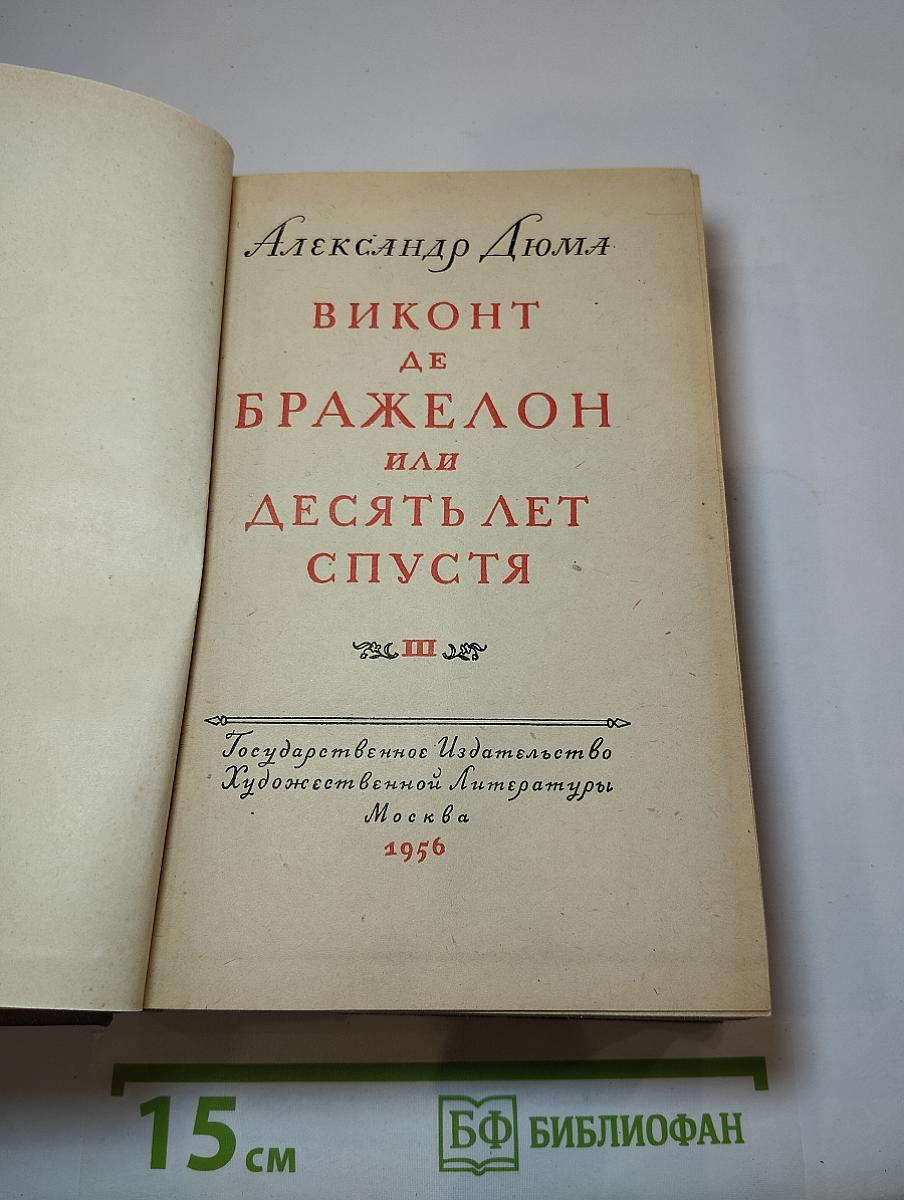 Александр Дюма
ВИКОНТ
ДЕ
БРАЖЕЛОН
ИЛИ
ДЕСЯТЬ ЛЕТ
СПУСТЯ
III
Государственное Издательство
Художественной Литературы
Москва
1956
15 см
БФ БИБЛИОФАН